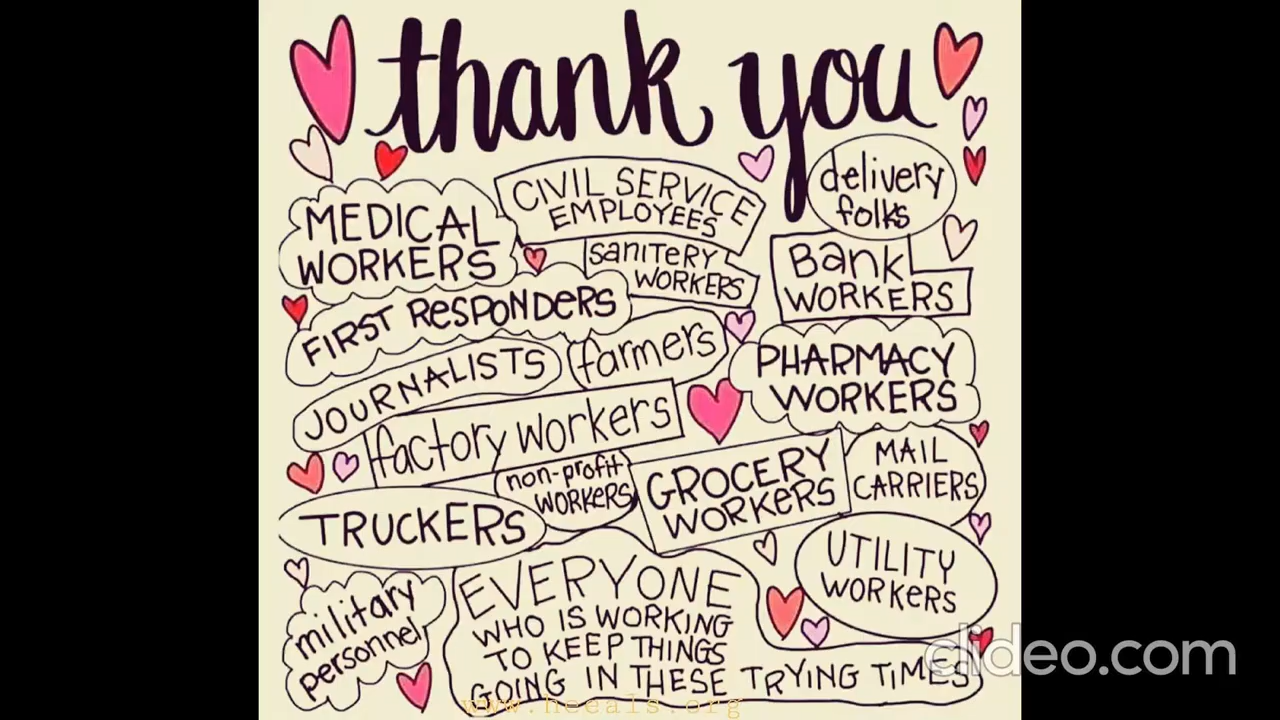 thank you
delivery
folks
CIVIL SERVICE
EMPLOYEES
MEDICAL
WORKERS
SANITERY
WORKERS
Bank
WORKERS
FIRST RESPONDERS
farmers
PHARMACY
WORKERS
JOURNALISTS
factory workers
MAIL
CARRIERS
non-profit
WORKERS
GROCERY
WORKERS
TRUCKERS
UTILITY
WORKERS
EVERYONE
WHO IS WORKING
TO KEEP THINGS
GOING IN THESE TRYING TIMES
military
personnel
clideo.com
www.heeals.org